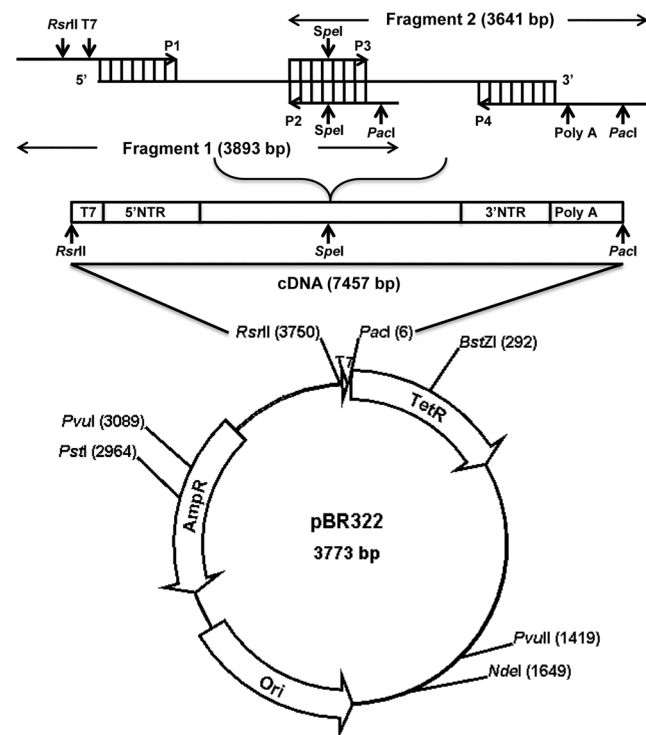 RsrII T7
P1
SpeI
Fragment 2 (3641 bp)
P3
5’
3’
P2
SpeI
PacI
P4
Poly A
PacI
Fragment 1 (3893 bp)
T7
5’NTR
3’NTR
Poly A
RsrII
SpeI
PacI
cDNA (7457 bp)
RsrII (3750)
PacI (6)
T7
BstZI (292)
TetR
PvuI (3089)
PstI (2964)
AmpR
pBR322
3773 bp
PvuII (1419)
NdeI (1649)
Ori